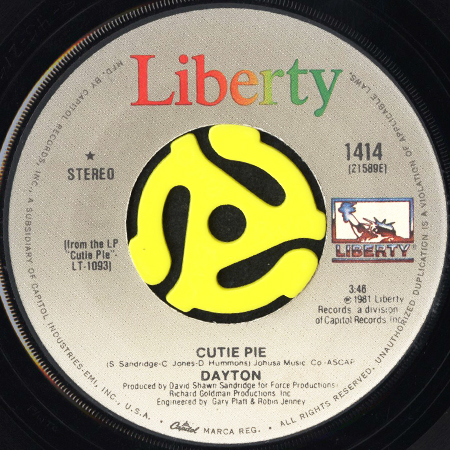 Liberty
★
STEREO
1414
(21589E)
(from the LP
"Cutie Pie"-
LT-1093)
LIBERTY
3:46
℗ 1981 Liberty
Records, a division
of Capitol Records, Inc.
CUTIE PIE
(S. Sandridge-C. Jones-D. Hummons) Johusa Music Co.-ASCAP
DAYTON
Produced by David Shawn Sandridge for Force Productions/
Richard Goldman Productions Inc.
Engineered by: Gary Platt & Robin Jenney
MFD. BY CAPITOL RECORDS, INC., A SUBSIDIARY OF CAPITOL INDUSTRIES-EMI, INC., U.S.A. • Capitol MARCA REG. • ALL RIGHTS RESERVED. UNAUTHORIZED DUPLICATION IS A VIOLATION OF APPLICABLE LAWS.